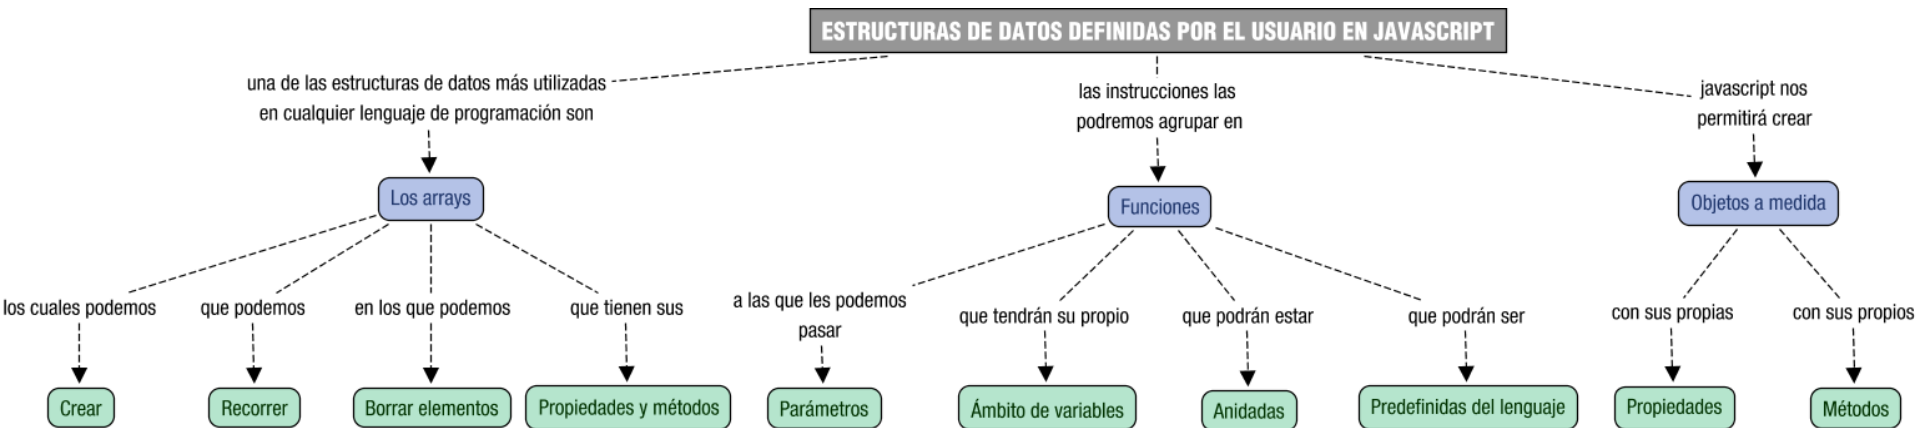 ESTRUCTURAS DE DATOS DEFINIDAS POR EL USUARIO EN JAVASCRIPT
una de las estructuras de datos más utilizadas
en cualquier lenguaje de programación son
las instrucciones las
podremos agrupar en
javascript nos
permitirá crear
Los arrays
Funciones
Objetos a medida
los cuales podemos
que podemos
en los que podemos
que tienen sus
a las que les podemos
pasar
que tendrán su propio
que podrán estar
que podrán ser
con sus propias
con sus propios
Crear
Recorrer
Borrar elementos
Propiedades y métodos
Parámetros
Ámbito de variables
Anidadas
Predefinidas del lenguaje
Propiedades
Métodos